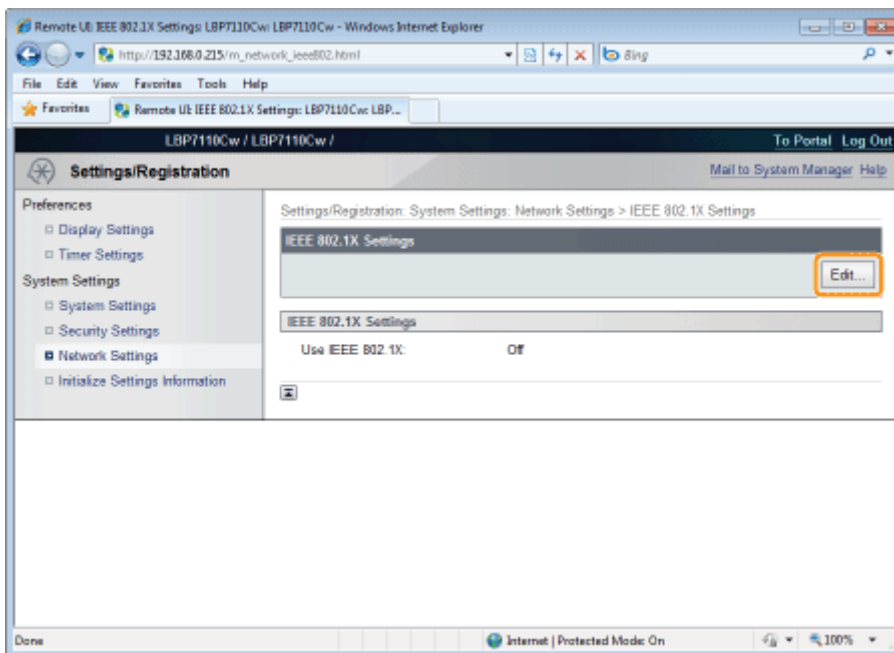 Remote UI: IEEE 802.1X Settings: LBP7110Cw: LBP7110Cw - Windows Internet Explorer
http://192.168.0.215/m_network_ieee802.html
Bing
File Edit View Favorites Tools Help
Favorites
Remote UI: IEEE 802.1X Settings: LBP7110Cw: LBP...
LBP7110Cw / LBP7110Cw /
To Portal Log Out
Settings/Registration
Mail to System Manager Help
Preferences
Display Settings
Timer Settings
System Settings
System Settings
Security Settings
Network Settings
Initialize Settings Information
Settings/Registration: System Settings: Network Settings > IEEE 802.1X Settings
IEEE 802.1X Settings
Edit...
IEEE 802.1X Settings
Use IEEE 802.1X: Off
Done
Internet | Protected Mode: On
100%